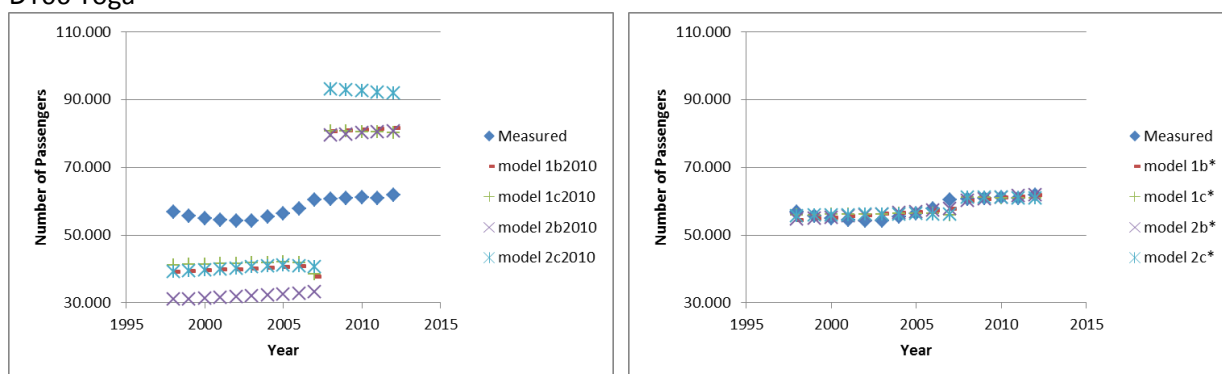 D100 Toga
110.000
90.000
70.000
50.000
30.000
1995 2000 2005 2010 2015
Number of Passengers
Year
Measured
model 1b2010
model 1c2010
model 2b2010
model 2c2010
110.000
90.000
70.000
50.000
30.000
1995 2000 2005 2010 2015
Number of Passengers
Year
Measured
model 1b*
model 1c*
model 2b*
model 2c*